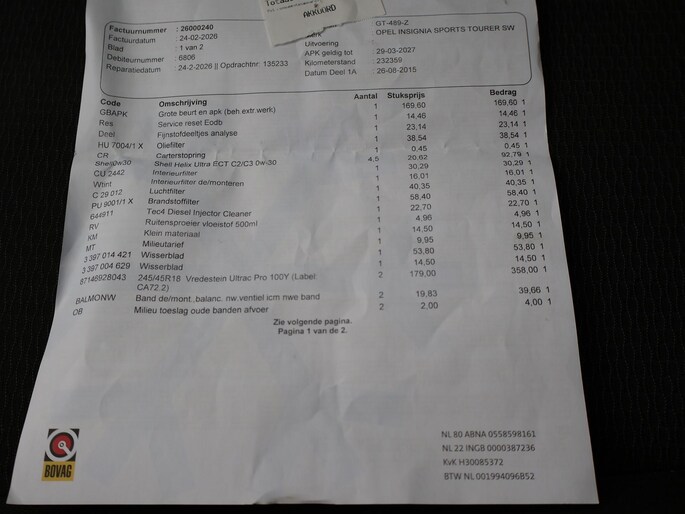 Totaal
AKKOORD
Factuurnummer : 26000240
Factuurdatum : 24-02-2026
Blad : 1 van 2
Debiteurnummer : 6806
Reparatiedatum : 24-2-2026 || Opdrachtnr: 135233
GT-489-Z
Merk OPEL INSIGNIA SPORTS TOURER SW
Uitvoering :
APK geldig tot : 29-03-2027
Kilometerstand : 232359
Datum Deel 1A : 26-08-2015
Code Omschrijving Aantal Stuksprijs Bedrag
GBAPK Grote beurt en apk (beh extr.werk) 1 169,60 169,60 1
Res Service reset Eodb 1 14,46 14,46 1
Deel Fijnstofdeeltjes analyse 1 23,14 23,14 1
HU 7004/1 X Oliefilter 1 38,54 38,54 1
CR Carterstopring 1 0,45 0,45 1
Shell0w30 Shell Helix Ultra ECT C2/C3 0w-30 4,5 20,62 92,79 1
CU 2442 Interieurfilter 1 30,29 30,29 1
Wtint Interieurfilter de/monteren 1 16,01 16,01 1
C 29 012 Luchtfilter 1 40,35 40,35 1
PU 9001/1 X Brandstoffilter 1 58,40 58,40 1
644911 Tec4 Diesel Injector Cleaner 1 22,70 22,70 1
RV Ruitensproeier vloeistof 500ml 1 4,96 4,96 1
KM Klein materiaal 1 14,50 14,50 1
MT Milieutarief 1 9,95 9,95 1
3 397 014 421 Wisserblad 1 53,80 53,80 1
3 397 004 629 Wisserblad 1 14,50 14,50 1
87145928043 245/45R18 Vredestein Ultrac Pro 100Y (Label: 2 179,00 358,00 1
CA72.2)
BALMONW Band de/mont.,balanc. nw ventiel icm nwe band 2 19,83 39,66 1
OB Milieu toeslag oude banden afvoer 2 2,00 4,00 1
Zie volgende pagina.
Pagina 1 van de 2.
BOVAG
NL 80 ABNA 0558598161
NL 22 INGB 0000387236
KvK H30085372
BTW NL 001994096B52